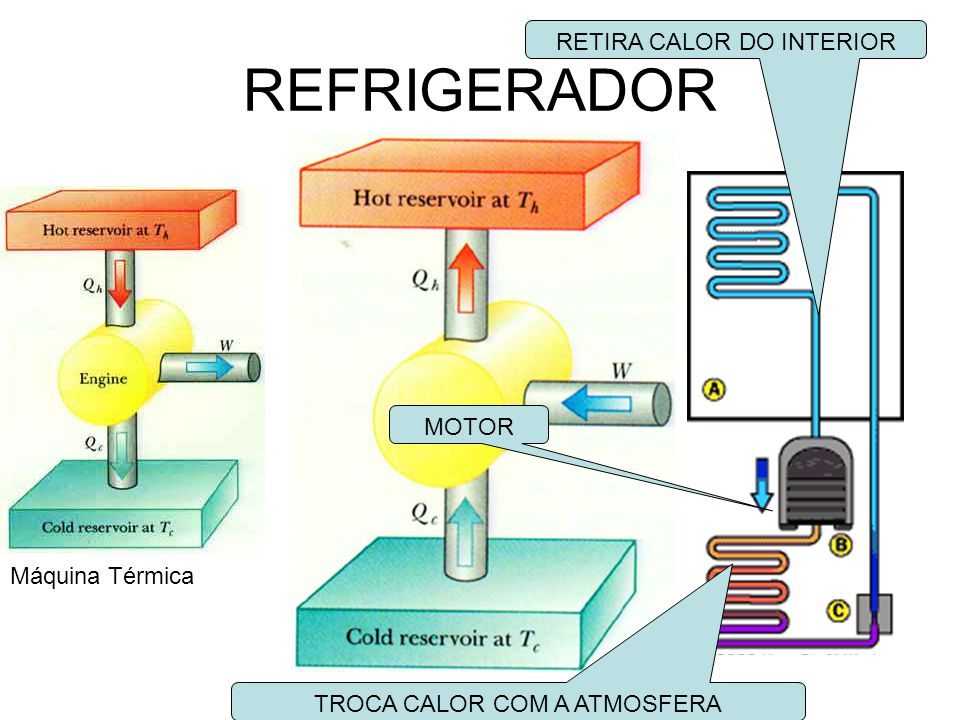 RETIRA CALOR DO INTERIOR
REFRIGERADOR
Hot reservoir at Th
Qh
W
Engine
Qc
Cold reservoir at Tc
Máquina Térmica
Hot reservoir at Th
Qh
W
MOTOR
Qc
Cold reservoir at Tc
A
B
C
TROCA CALOR COM A ATMOSFERA